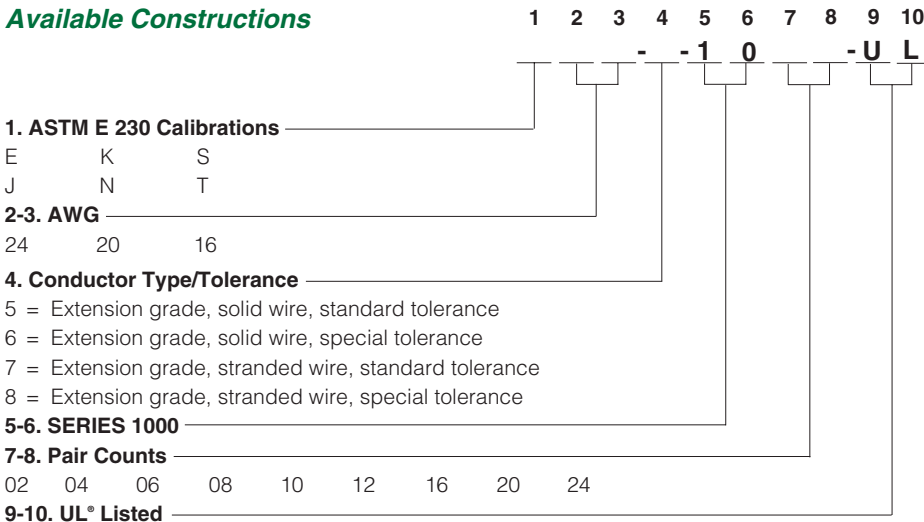 Available Constructions 1 2 3 4 5 6 7 8 9 10
- - 1 0 - U L
1. ASTM E 230 Calibrations
E K S
J N T
2-3. AWG
24 20 16
4. Conductor Type/Tolerance
5 = Extension grade, solid wire, standard tolerance
6 = Extension grade, solid wire, special tolerance
7 = Extension grade, stranded wire, standard tolerance
8 = Extension grade, stranded wire, special tolerance
5-6. SERIES 1000
7-8. Pair Counts
02 04 06 08 10 12 16 20 24
9-10. UL® Listed